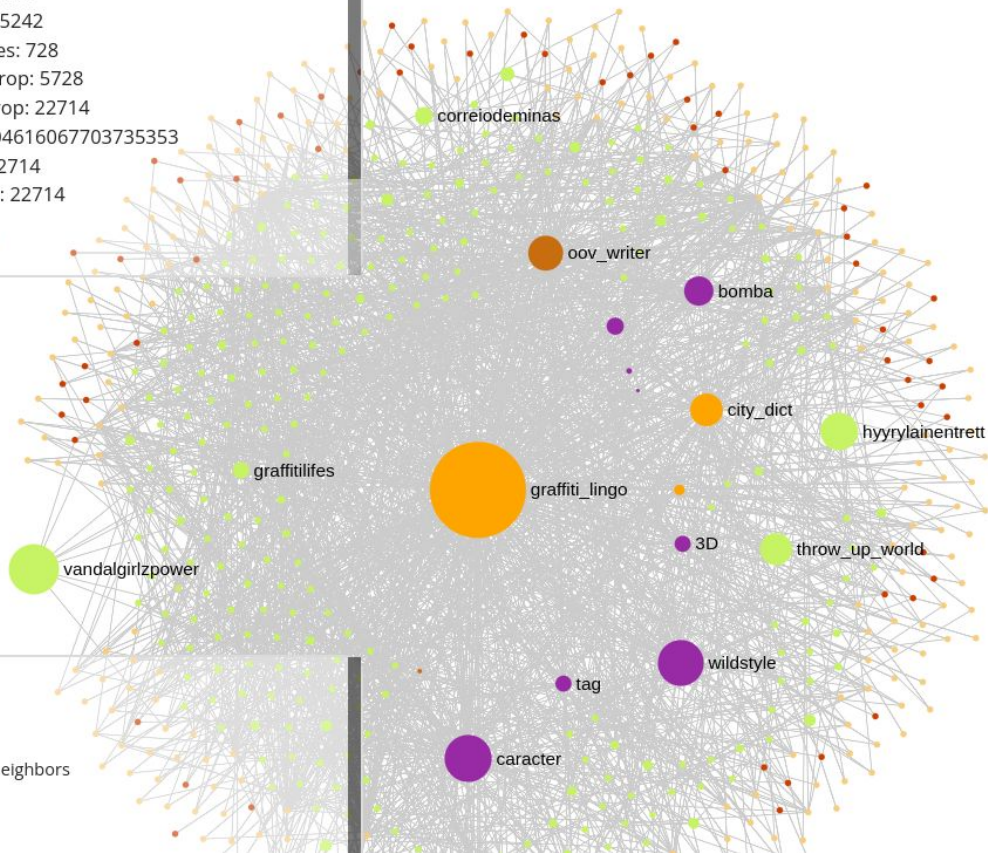 5242
es: 728
rop: 5728
op: 22714
04616067703735353
2714
: 22714
correiodeminas
oov_writer
bomba
city_dict
hyyrylainentrett
graffitilifes
graffiti_lingo
3D
throw_up_world
vandalgirlzpower
wildstyle
tag
caracter
eighbors